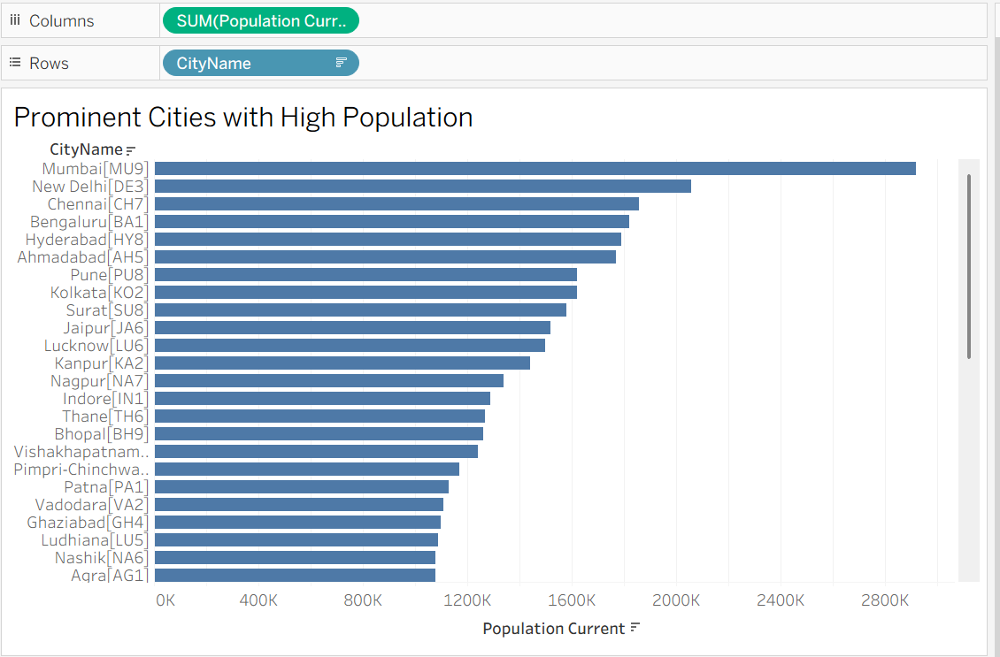 Columns SUM(Population Curr..
Rows CityName
Prominent Cities with High Population
CityName
Mumbai[MU9]
New Delhi[DE3]
Chennai[CH7]
Bengaluru[BA1]
Hyderabad[HY8]
Ahmadabad[AH5]
Pune[PU8]
Kolkata[KO2]
Surat[SU8]
Jaipur[JA6]
Lucknow[LU6]
Kanpur[KA2]
Nagpur[NA7]
Indore[IN1]
Thane[TH6]
Bhopal[BH9]
Vishakhapatnam..
Pimpri-Chinchwa..
Patna[PA1]
Vadodara[VA2]
Ghaziabad[GH4]
Ludhiana[LU5]
Nashik[NA6]
Agra[AG1]
0K 400K 800K 1200K 1600K 2000K 2400K 2800K
Population Current